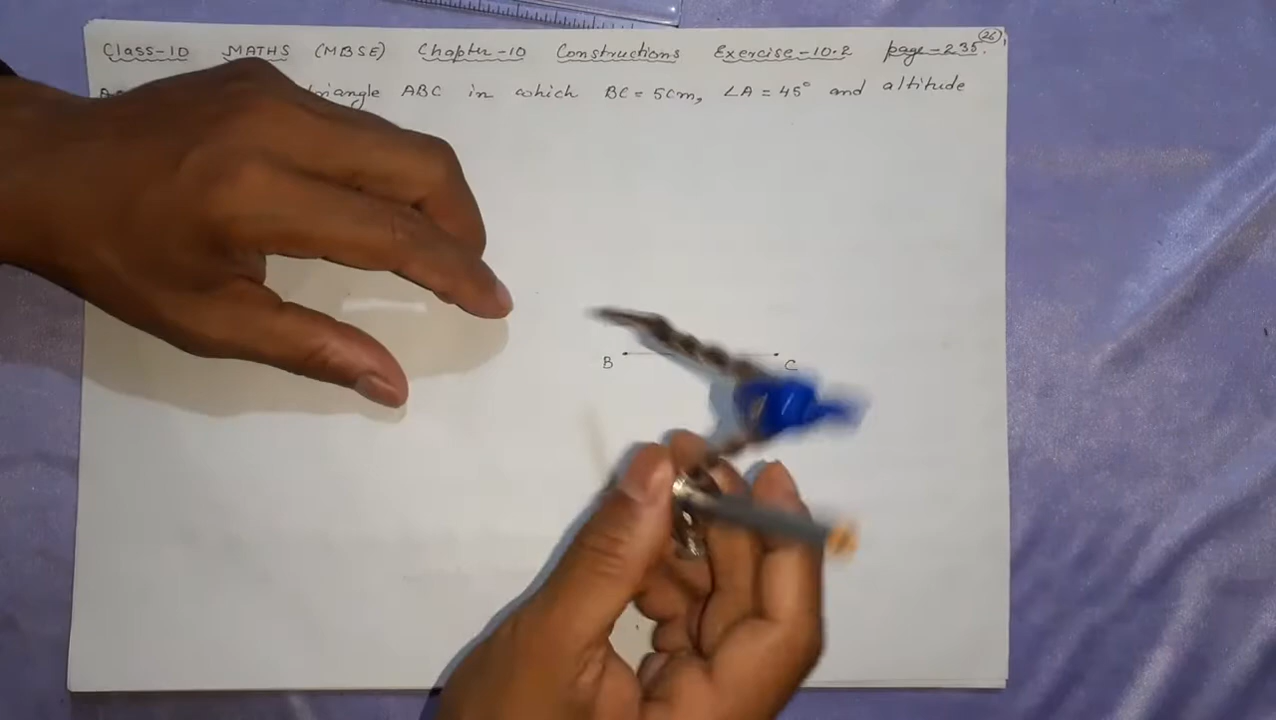 (26)
Class-10 MATHS (MBSE) Chapter-10 Constructions Exercise-10.2 page-235.
triangle ABC in which BC = 5cm, ∠A = 45° and altitude
B C